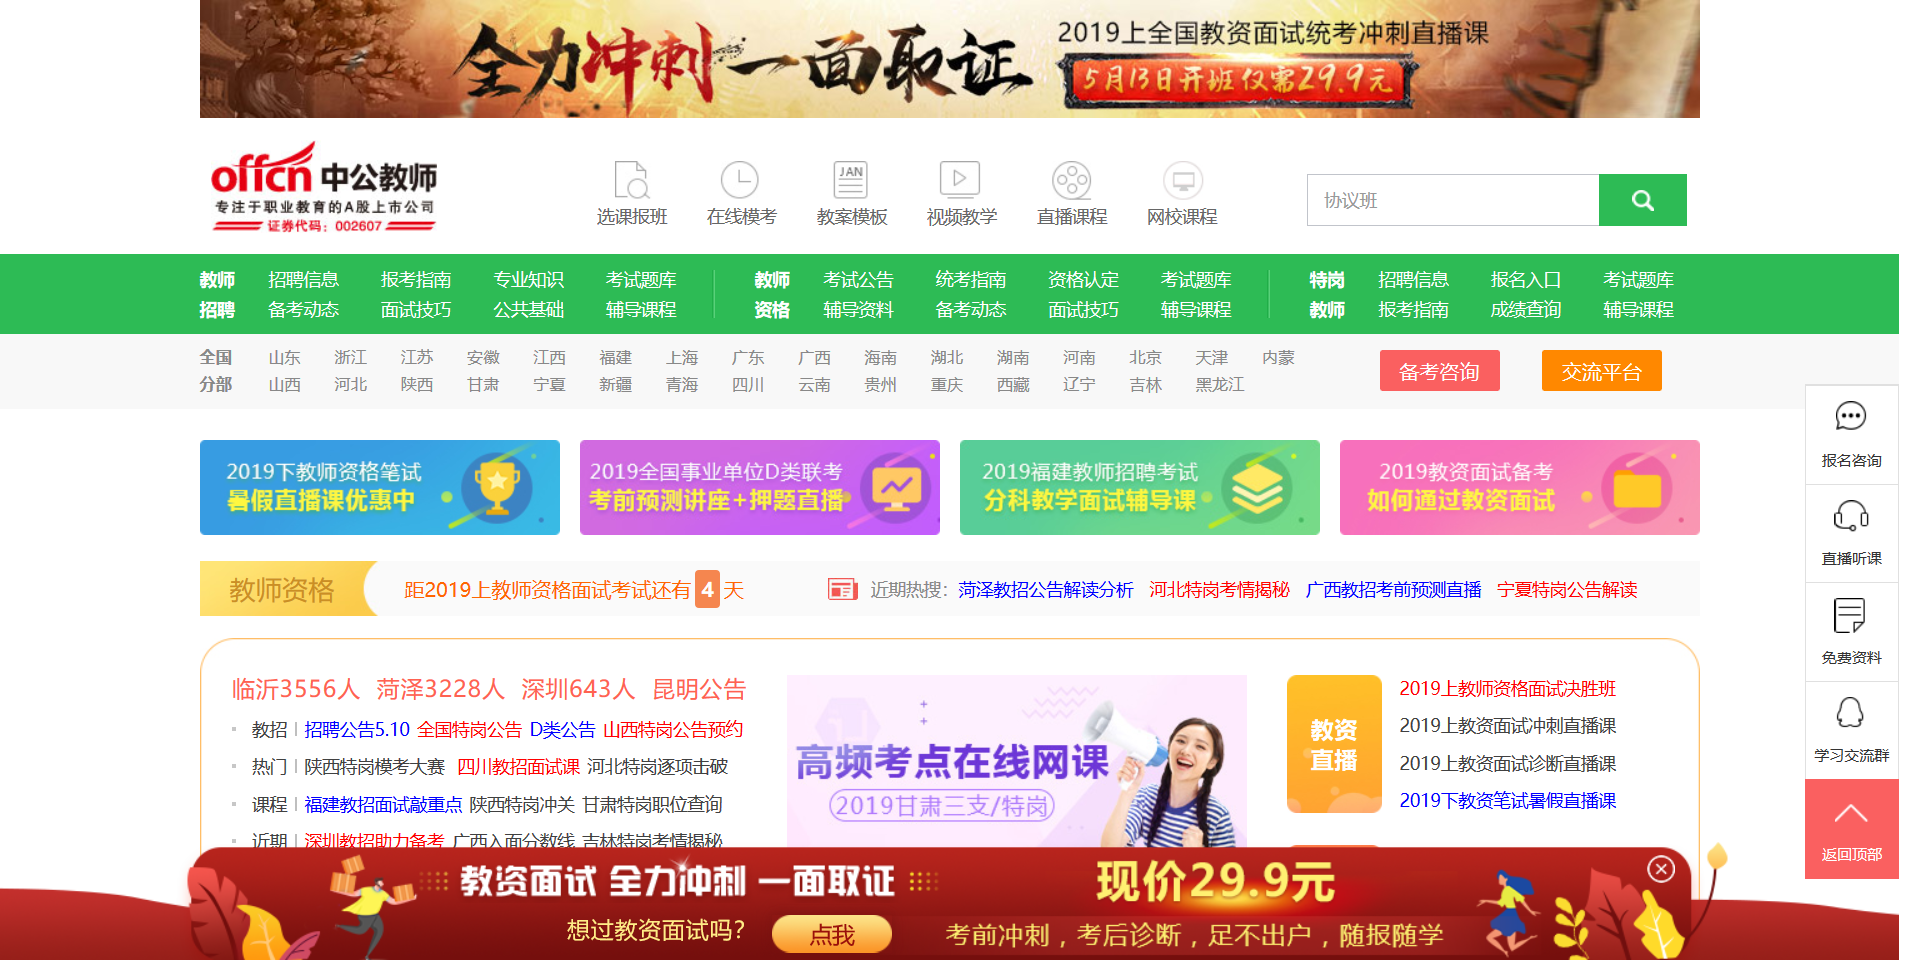 全力冲刺一面取证
2019上全国教资面试统考冲刺直播课
5月13日开班仅需29.9元
offcn 中公教师
专注于职业教育的A股上市公司
证券代码：002607
JAN
选课报班 在线模考 教案模板 视频教学 直播课程 网校课程
协议班
教师 招聘信息 报考指南 专业知识 考试题库 教师 考试公告 统考指南 资格认定 考试题库 特岗 招聘信息 报名入口 考试题库
招聘 备考动态 面试技巧 公共基础 辅导课程 资格 辅导资料 备考动态 面试技巧 辅导课程 教师 报考指南 成绩查询 辅导课程
全国 山东 浙江 江苏 安徽 江西 福建 上海 广东 广西 海南 湖北 湖南 河南 北京 天津 内蒙
分部 山西 河北 陕西 甘肃 宁夏 新疆 青海 四川 云南 贵州 重庆 西藏 辽宁 吉林 黑龙江
备考咨询 交流平台
2019下教师资格笔试
暑假直播课优惠中
2019全国事业单位D类联考
考前预测讲座+押题直播
2019福建教师招聘考试
分科教学面试辅导课
2019教资面试备考
如何通过教资面试
教师资格
距2019上教师资格面试考试还有 4 天
近期热搜： 菏泽教招公告解读分析 河北特岗考情揭秘 广西教招考前预测直播 宁夏特岗公告解读
临沂3556人 菏泽3228人 深圳643人 昆明公告
教招 | 招聘公告5.10 全国特岗公告 D类公告 山西特岗公告预约
热门 | 陕西特岗模考大赛 四川教招面试课 河北特岗逐项击破
课程 | 福建教招面试敲重点 陕西特岗冲关 甘肃特岗职位查询
近期 | 深圳教招助力备考 广西入面分数线 吉林特岗考情揭秘
高频考点在线网课
2019甘肃三支/特岗
教资
直播
2019上教师资格面试决胜班
2019上教资面试冲刺直播课
2019上教资面试诊断直播课
2019下教资笔试暑假直播课
报名咨询
直播听课
免费资料
学习交流群
返回顶部
教资面试 全力冲刺 一面取证
想过教资面试吗？
点我
现价29.9元
考前冲刺，考后诊断，足不出户，随报随学